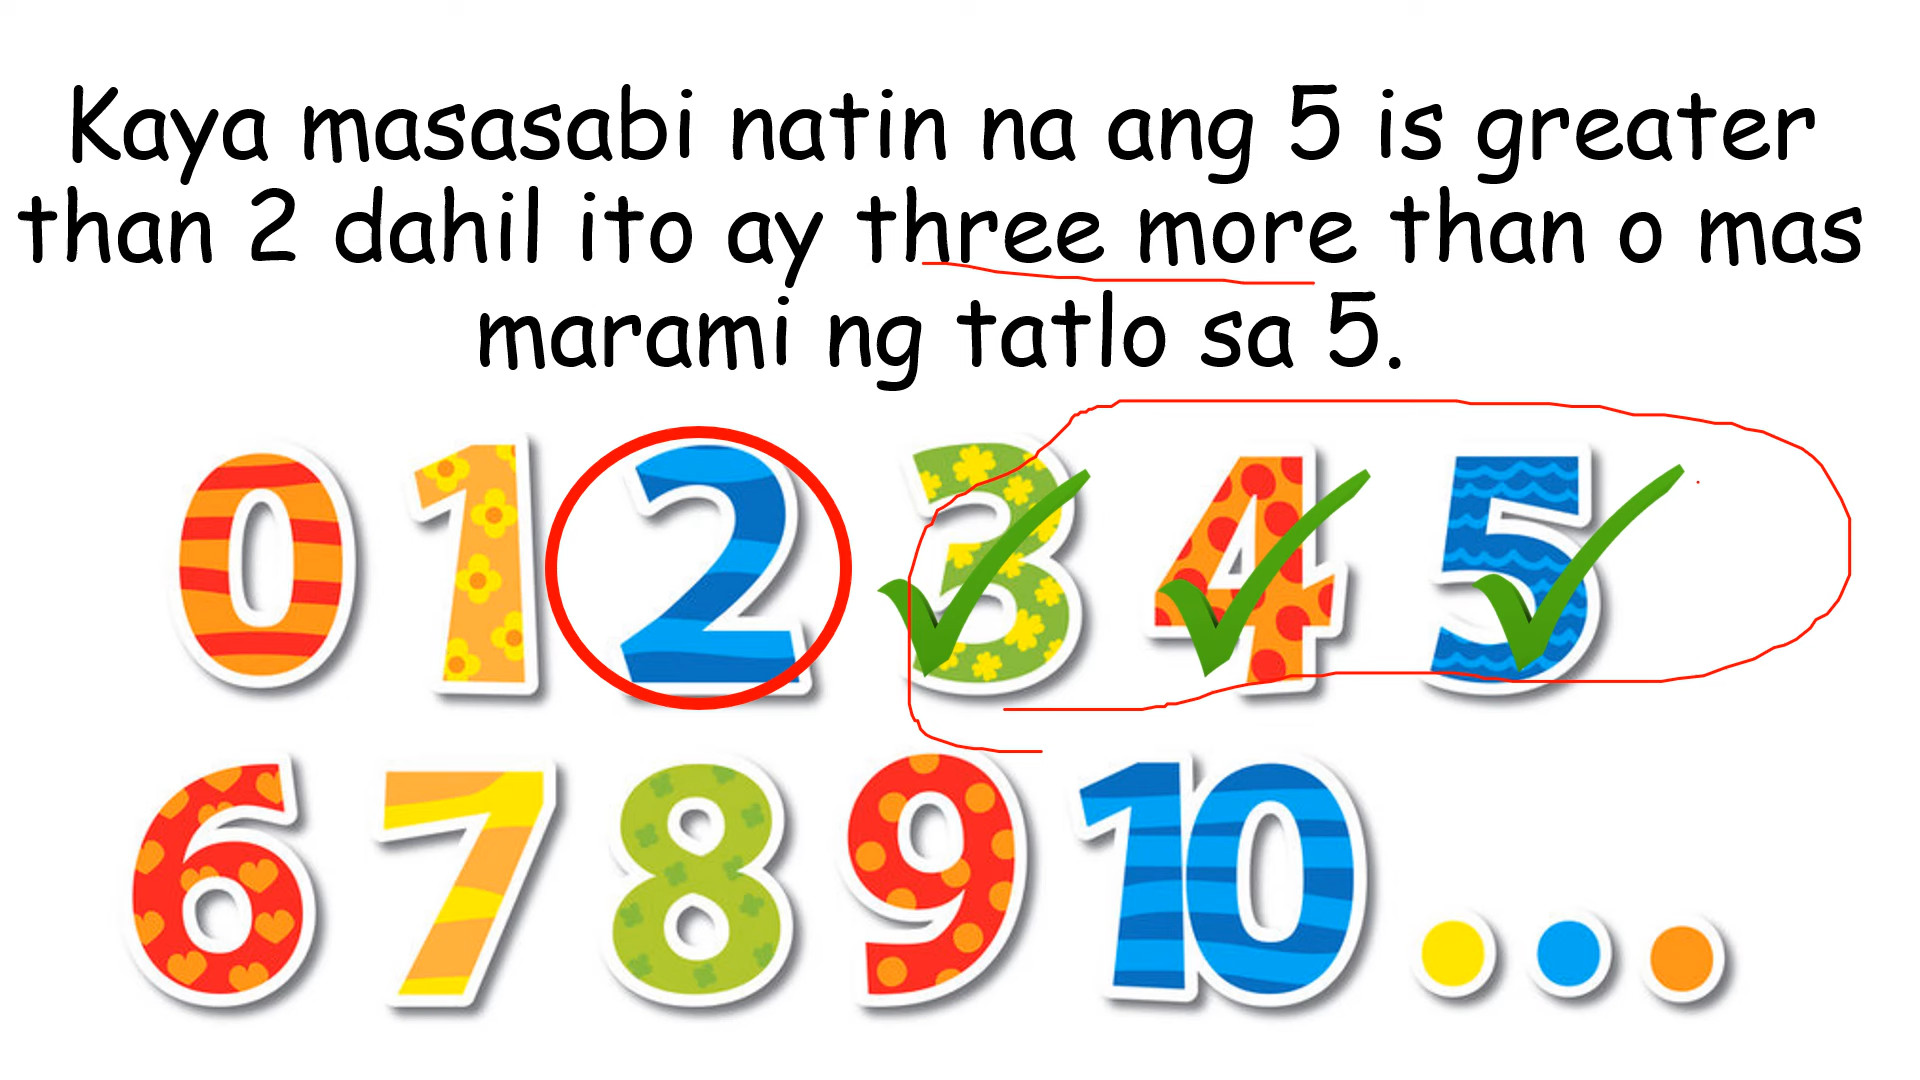 Kaya masasabi natin na ang 5 is greater
than 2 dahil ito ay three more than o mas
marami ng tatlo sa 5.
0 1 2 3 4 5
6 7 8 9 10 ...